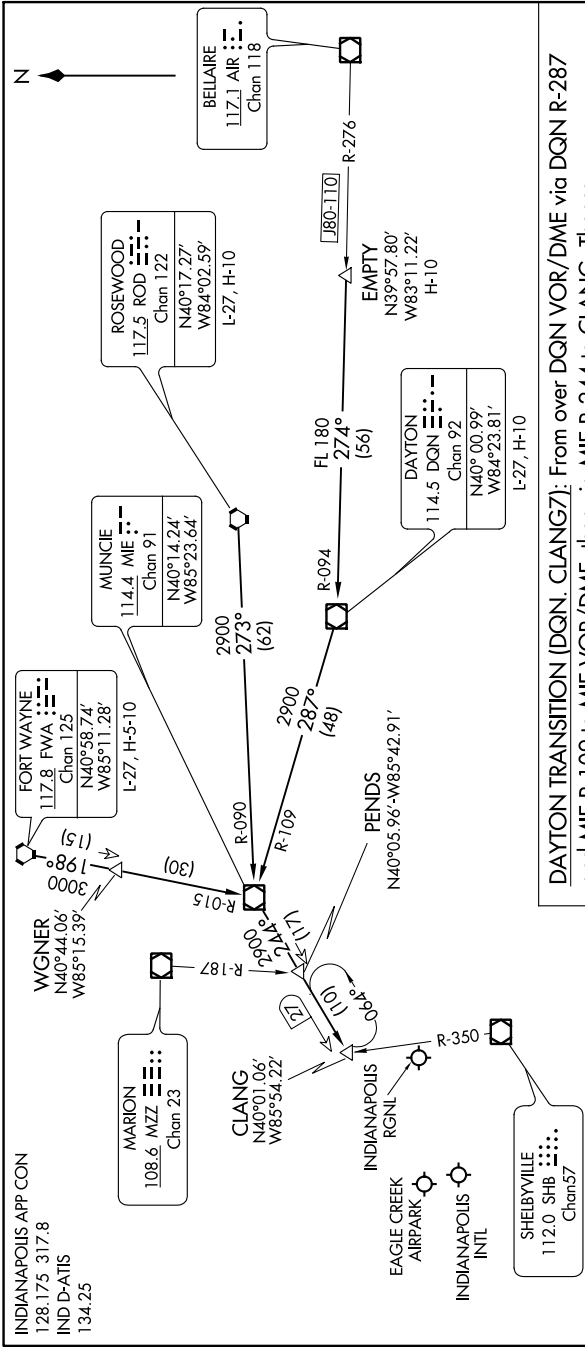 INDIANAPOLIS APP CON
128.175 317.8
IND D-ATIS
134.25
N
FORT WAYNE
117.8 FWA
Chan 125
N40°58.74'
W85°11.28'
L-27, H-5-10
MUNCIE
114.4 MIE
Chan 91
N40°14.24'
W85°23.64'
ROSEWOOD
117.5 ROD
Chan 122
N40°17.27'
W84°02.59'
L-27, H-10
BELLAIRE
117.1 AIR
Chan 118
WGNER
N40°44.06'
W85°15.39'
3000
198°
(15)
(30)
R-015
MARION
108.6 MZZ
Chan 23
R-187
R-090
2900
273°
(62)
R-109
2900
287°
(48)
R-094
FL180
274°
(56)
J80-110
R-276
EMPTY
N39°57.80'
W83°11.22'
H-10
DAYTON
114.5 DQN
Chan 92
N40°00.99'
W84°23.81'
L-27, H-10
2900
244°
(17)
PENDS
N40°05.96'-W85°42.91'
CLANG
N40°01.06'
W85°54.22'
27
(10)
064°
R-350
INDIANAPOLIS
RGNL
EAGLE CREEK
AIRPARK
INDIANAPOLIS
INTL
SHELBYVILLE
112.0 SHB
Chan57
DAYTON TRANSITION (DQN. CLANG7): From over DQN VOR/DME via DQN R-287